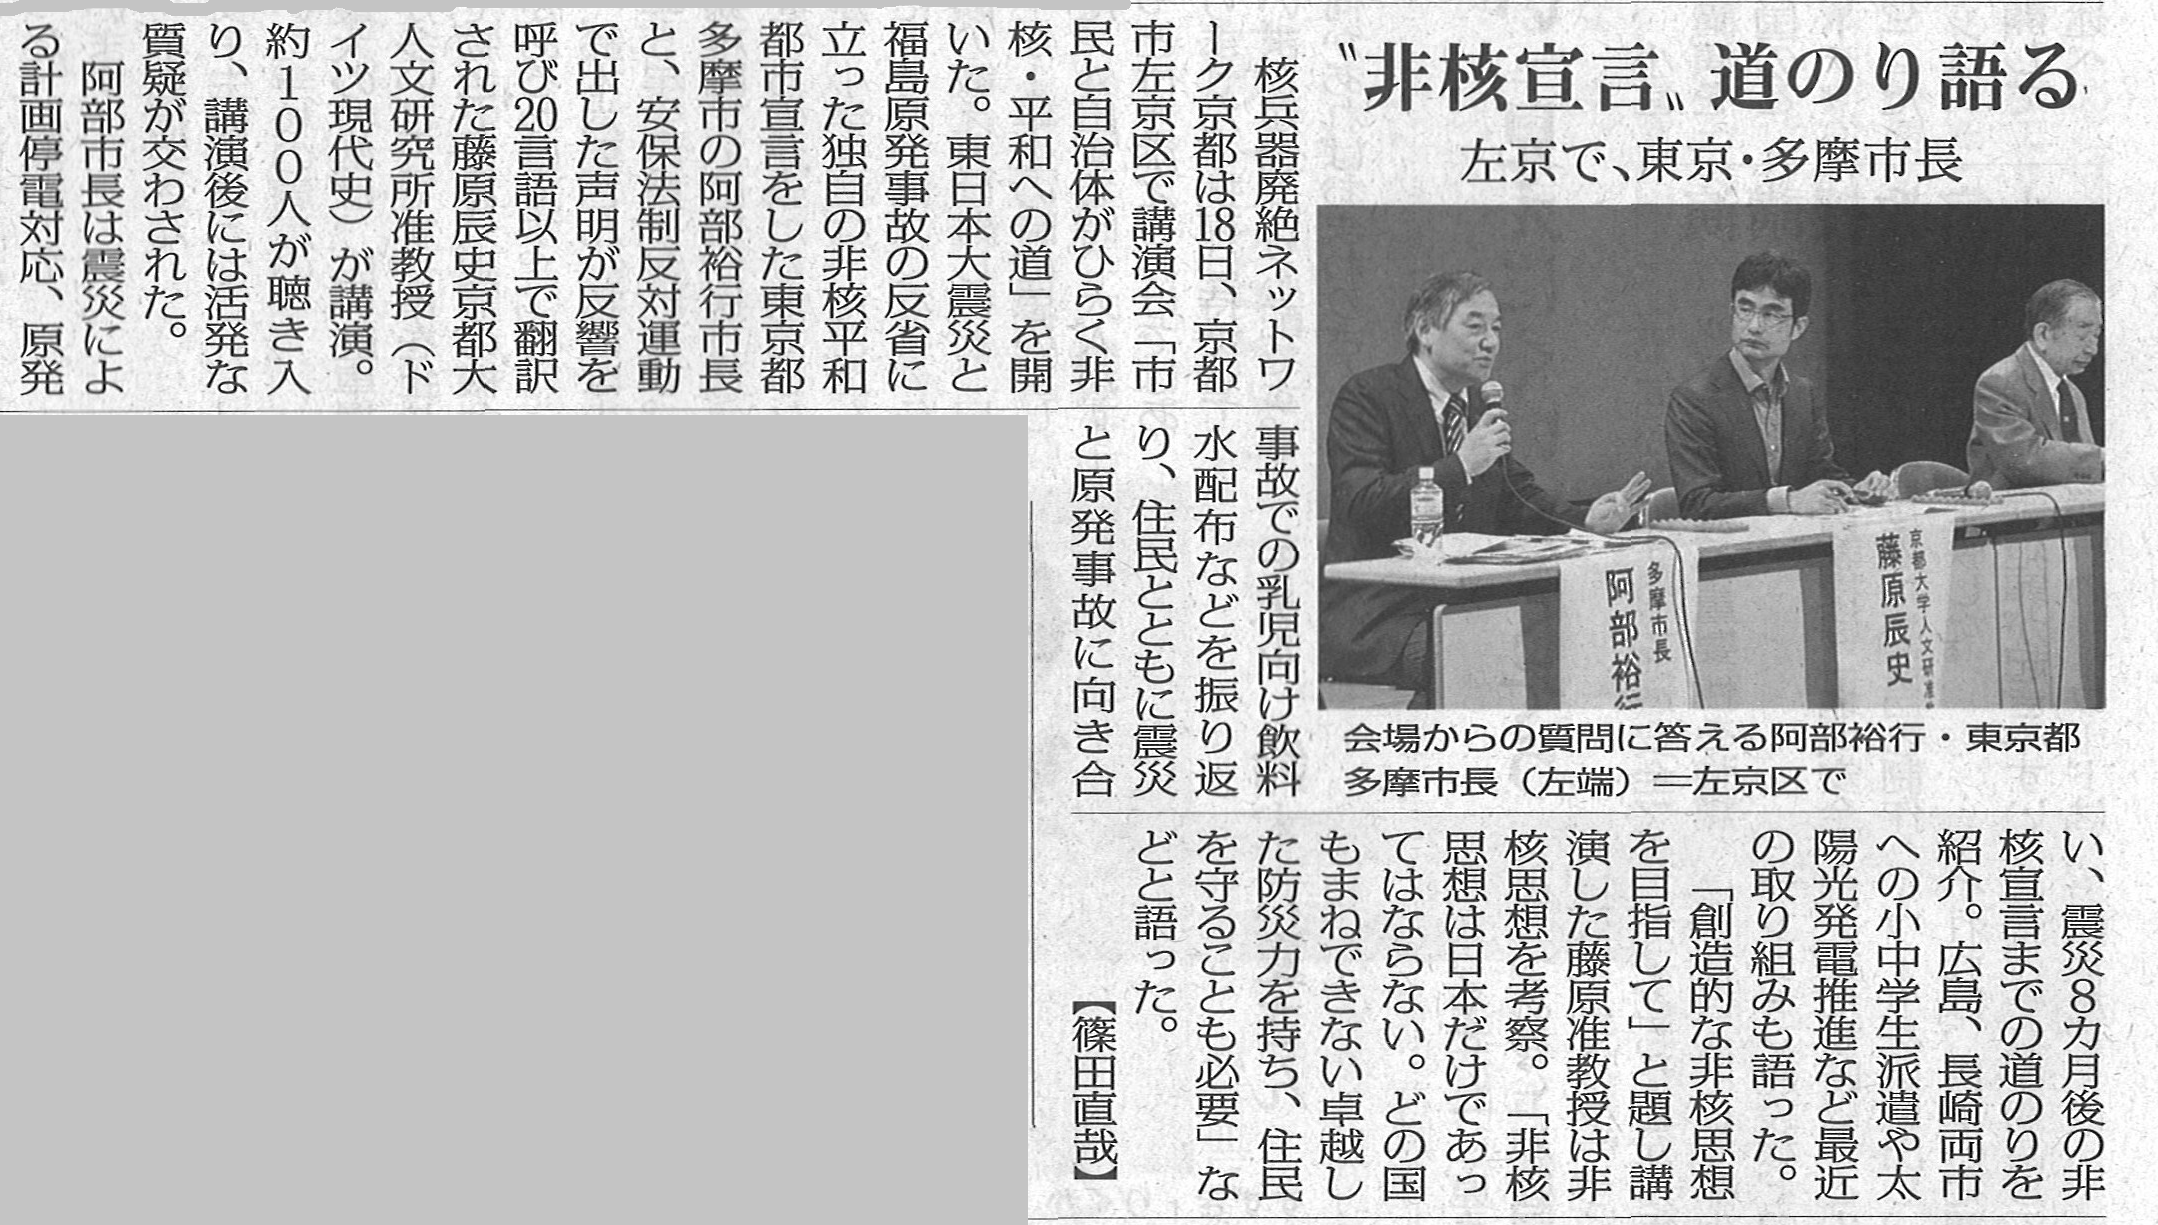 〝非核宣言〟道のり語る
左京で、東京・多摩市長
核兵器廃絶ネットワ
ーク京都は18日、京都
市左京区で講演会「市
民と自治体がひらく非
核・平和への道」を開
いた。東日本大震災と
福島原発事故の反省に
立った独自の非核平和
都市宣言をした東京都
多摩市の阿部裕行市長
と、安保法制反対運動
で出した声明が反響を
呼び20言語以上で翻訳
された藤原辰史京都大
人文研究所准教授（ド
イツ現代史）が講演。
約100人が聴き入
り、講演後には活発な
質疑が交わされた。
阿部市長は震災によ
る計画停電対応、原発
事故での乳児向け飲料
水配布などを振り返
り、住民とともに震災
と原発事故に向き合
い、震災8カ月後の非
核宣言までの道のりを
紹介。広島、長崎両市
への小中学生派遣や太
陽光発電推進など最近
の取り組みも語った。
「創造的な非核思想
を目指して」と題し講
演した藤原准教授は非
核思想を考察。「非核
思想は日本だけであっ
てはならない。どの国
もまねできない卓越し
た防災力を持ち、住民
を守ることも必要」な
どと語った。
【篠田直哉】
多摩市長
阿部裕行
京都大学人文研准
藤原辰史
会場からの質問に答える阿部裕行・東京都
多摩市長（左端）＝左京区で